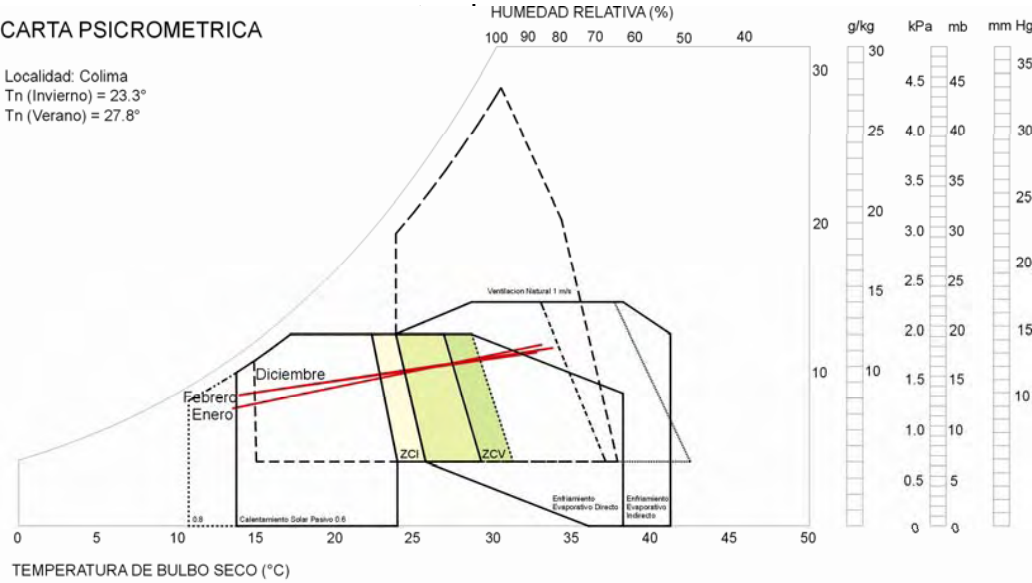 HUMEDAD RELATIVA (%)
CARTA PSICROMETRICA
100 90 80 70 60 50 40
g/kg kPa mb mm Hg
Localidad: Colima
Tn (Invierno) = 23.3°
Tn (Verano) = 27.8°
30
20
10
30
25
20
15
10
4.5
4.0
3.5
3.0
2.5
2.0
1.5
1.0
0.5
0
45
40
35
30
25
20
15
10
5
0
35
30
25
20
15
10
Ventilacion Natural 1 m/s
Diciembre
Febrero
Enero
ZCI
ZCV
Enfriamiento
Evaporativo Directo
Enfriamiento
Evaporativo
Indirecto
0.8
Calentamiento Solar Pasivo 0.6
0 5 10 15 20 25 30 35 40 45 50
TEMPERATURA DE BULBO SECO (°C)